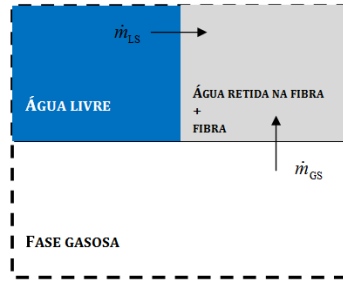 ṁLS
ÁGUA LIVRE
ÁGUA RETIDA NA FIBRA
+
FIBRA
ṁGS
FASE GASOSA